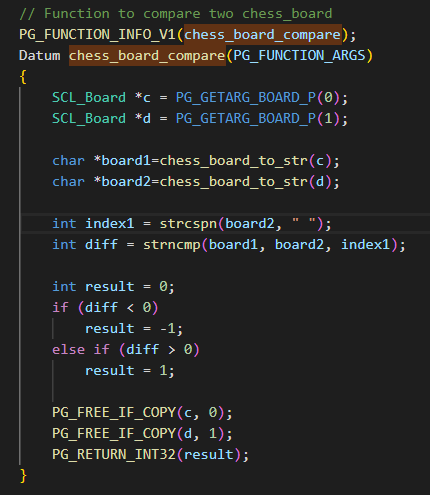 // Function to compare two chess_board
PG_FUNCTION_INFO_V1(chess_board_compare);
Datum chess_board_compare(PG_FUNCTION_ARGS)
{
    SCL_Board *c = PG_GETARG_BOARD_P(0);
    SCL_Board *d = PG_GETARG_BOARD_P(1);

    char *board1=chess_board_to_str(c);
    char *board2=chess_board_to_str(d);

    int index1 = strcspn(board2, " ");
    int diff = strncmp(board1, board2, index1);

    int result = 0;
    if (diff < 0)
        result = -1;
    else if (diff > 0)
        result = 1;

    PG_FREE_IF_COPY(c, 0);
    PG_FREE_IF_COPY(d, 1);
    PG_RETURN_INT32(result);
}